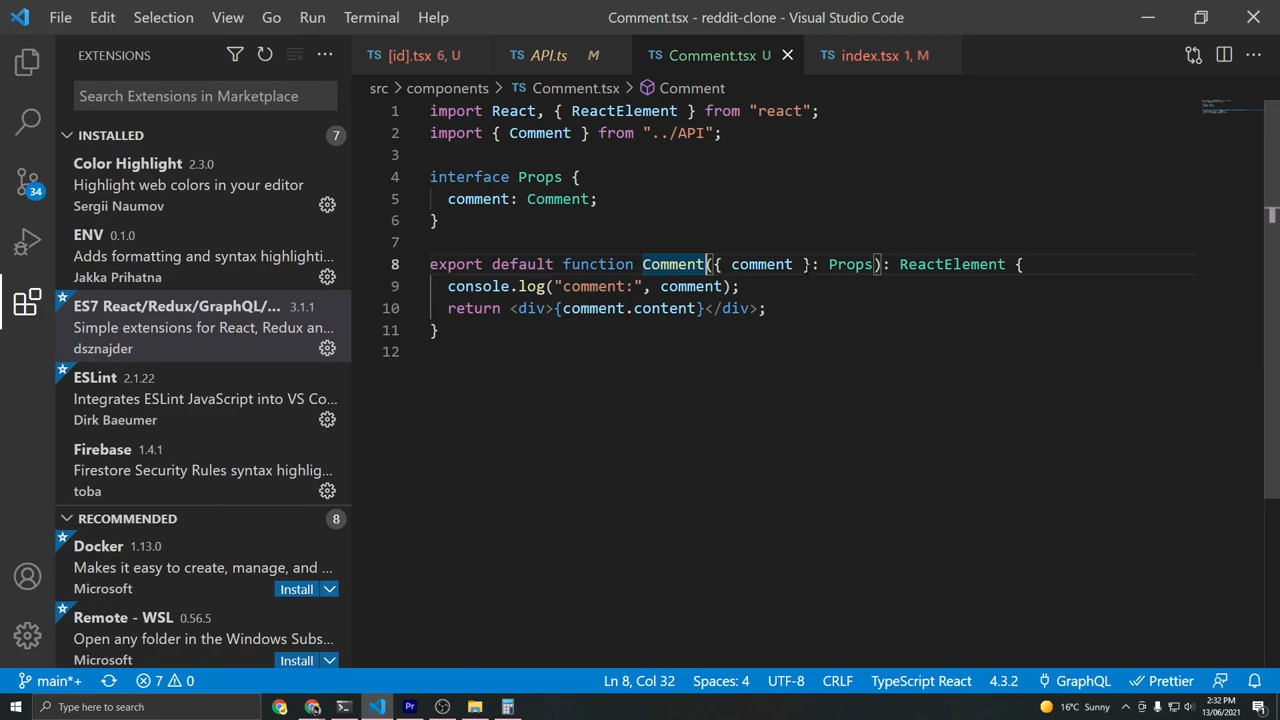 File Edit Selection View Go Run Terminal Help Comment.tsx - reddit-clone - Visual Studio Code
EXTENSIONS
TS [id].tsx 6, U TS API.ts M TS Comment.tsx U TS index.tsx 1, M
Search Extensions in Marketplace
src > components > TS Comment.tsx > Comment
INSTALLED 7
Color Highlight 2.3.0
Highlight web colors in your editor
Sergii Naumov
ENV 0.1.0
Adds formatting and syntax highlighti...
Jakka Prihatna
ES7 React/Redux/GraphQL/... 3.1.1
Simple extensions for React, Redux an...
dsznajder
ESLint 2.1.22
Integrates ESLint JavaScript into VS Co...
Dirk Baeumer
Firebase 1.4.1
Firestore Security Rules syntax highlig...
toba
RECOMMENDED 8
Docker 1.13.0
Makes it easy to create, manage, and ...
Microsoft Install
Remote - WSL 0.56.5
Open any folder in the Windows Subs...
Microsoft Install
34
1 import React, { ReactElement } from "react";
2 import { Comment } from "../API";
3
4 interface Props {
5 comment: Comment;
6 }
7
8 export default function Comment({ comment }: Props): ReactElement {
9 console.log("comment:", comment);
10 return <div>{comment.content}</div>;
11 }
12
main*+ 7 0 Ln 8, Col 32 Spaces: 4 UTF-8 CRLF TypeScript React 4.3.2 GraphQL Prettier
Type here to search Pr 16°C Sunny 2:32 PM
13/06/2021 1